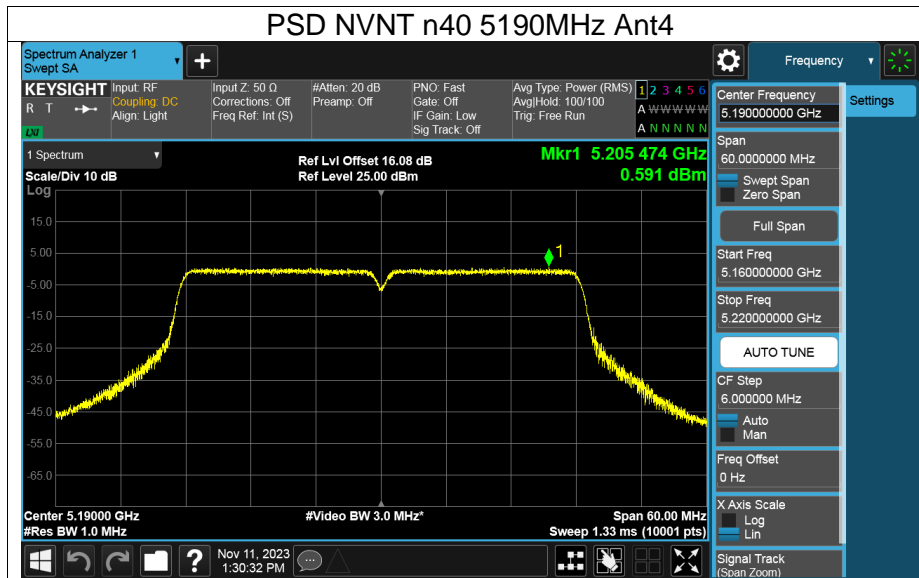 PSD NVNT n40 5190MHz Ant4
Spectrum Analyzer 1
Swept SA
+
Frequency
KEYSIGHT
R T
LXI
Input: RF
Coupling: DC
Align: Light
Input Z: 50 Ω
Corrections: Off
Freq Ref: Int (S)
#Atten: 20 dB
Preamp: Off
PNO: Fast
Gate: Off
IF Gain: Low
Sig Track: Off
Avg Type: Power (RMS)
Avg|Hold: 100/100
Trig: Free Run
1 2 3 4 5 6
A W W W W W
A N N N N N
Center Frequency
5.190000000 GHz
Settings
Span
60.0000000 MHz
Swept Span
Zero Span
Full Span
Start Freq
5.160000000 GHz
Stop Freq
5.220000000 GHz
AUTO TUNE
CF Step
6.000000 MHz
Auto
Man
Freq Offset
0 Hz
X Axis Scale
Log
Lin
Signal Track
(Span Zoom)
1 Spectrum
Scale/Div 10 dB
Log
Ref Lvl Offset 16.08 dB
Ref Level 25.00 dBm
Mkr1 5.205 474 GHz
0.591 dBm
15.0
5.00
-5.00
-15.0
-25.0
-35.0
-45.0
-55.0
-65.0
1
Center 5.19000 GHz
#Res BW 1.0 MHz
#Video BW 3.0 MHz*
Span 60.00 MHz
Sweep 1.33 ms (10001 pts)
?
Nov 11, 2023
1:30:32 PM